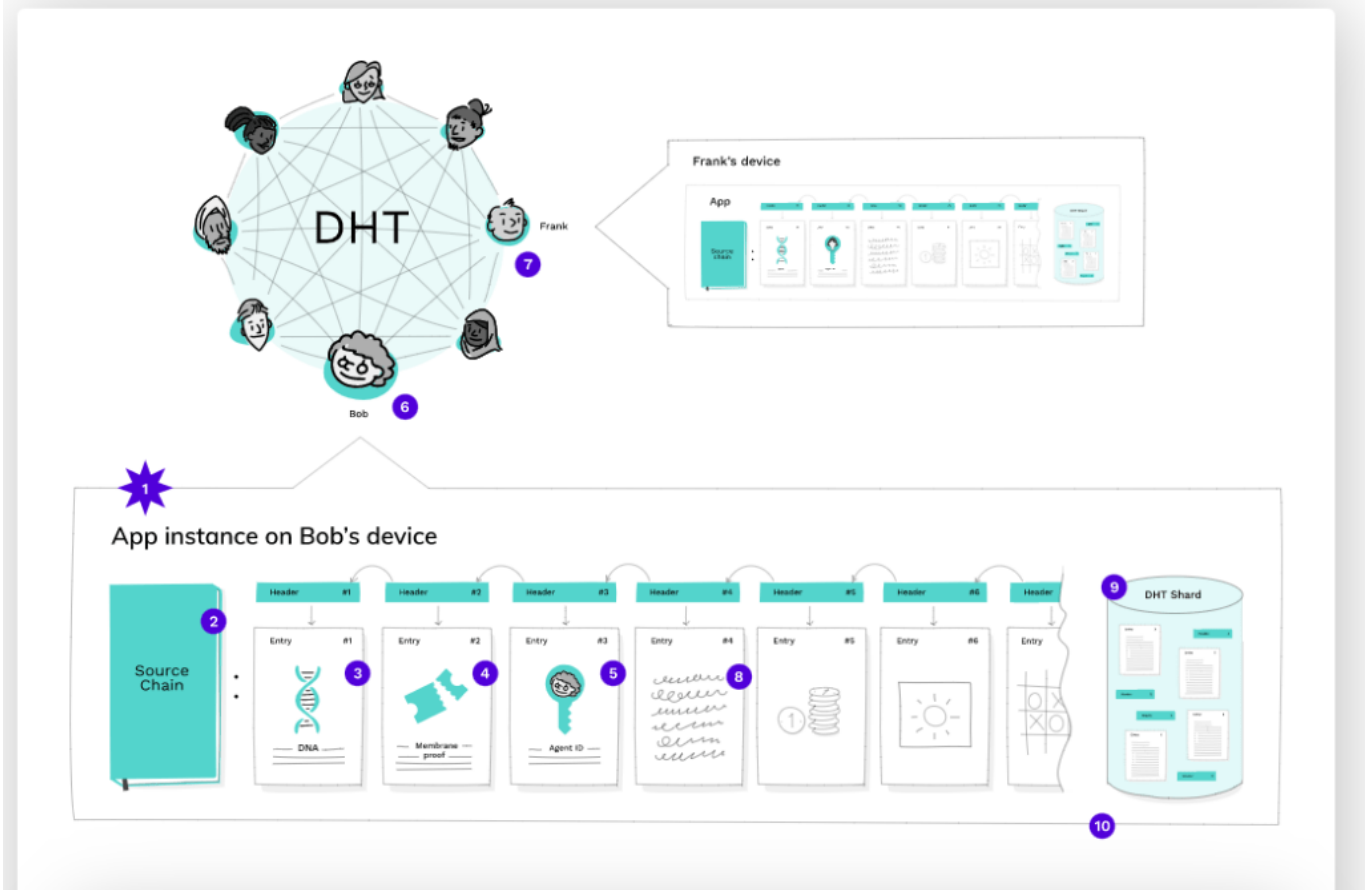 DHT
Frank
7
Bob
6
Frank's device
App
Source
Chain
DHT Shard
1
App instance on Bob's device
2
Source
Chain
:
Header #1
Header #2
Header #3
Header #4
Header #5
Header #6
Header
Entry #1
3
DNA
Entry #2
4
Membrane
proof
Entry #3
5
Agent ID
Entry #4
8
Entry #5
1
Entry #6
Entry
O X
X O
9
DHT Shard
10